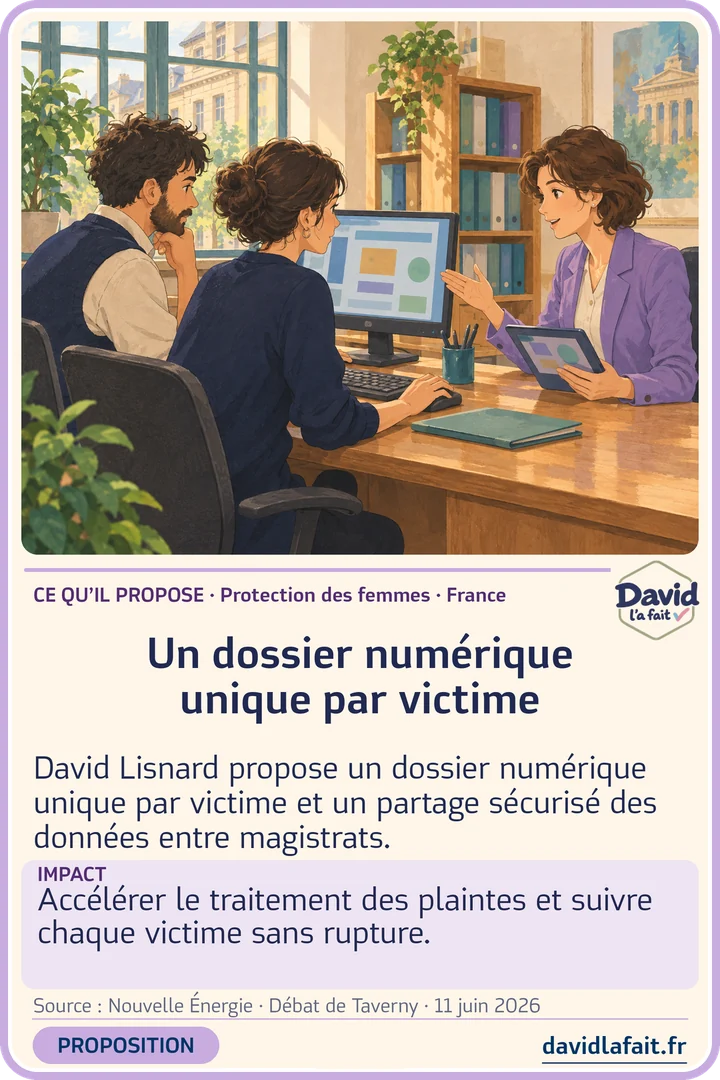 CE QU’IL PROPOSE · Protection des femmes · France
David
l’a fait
Un dossier numérique
unique par victime
David Lisnard propose un dossier numérique
unique par victime et un partage sécurisé des
données entre magistrats.
IMPACT
Accélérer le traitement des plaintes et suivre
chaque victime sans rupture.
Source : Nouvelle Énergie · Débat de Taverny · 11 juin 2026
PROPOSITION
davidlafait.fr